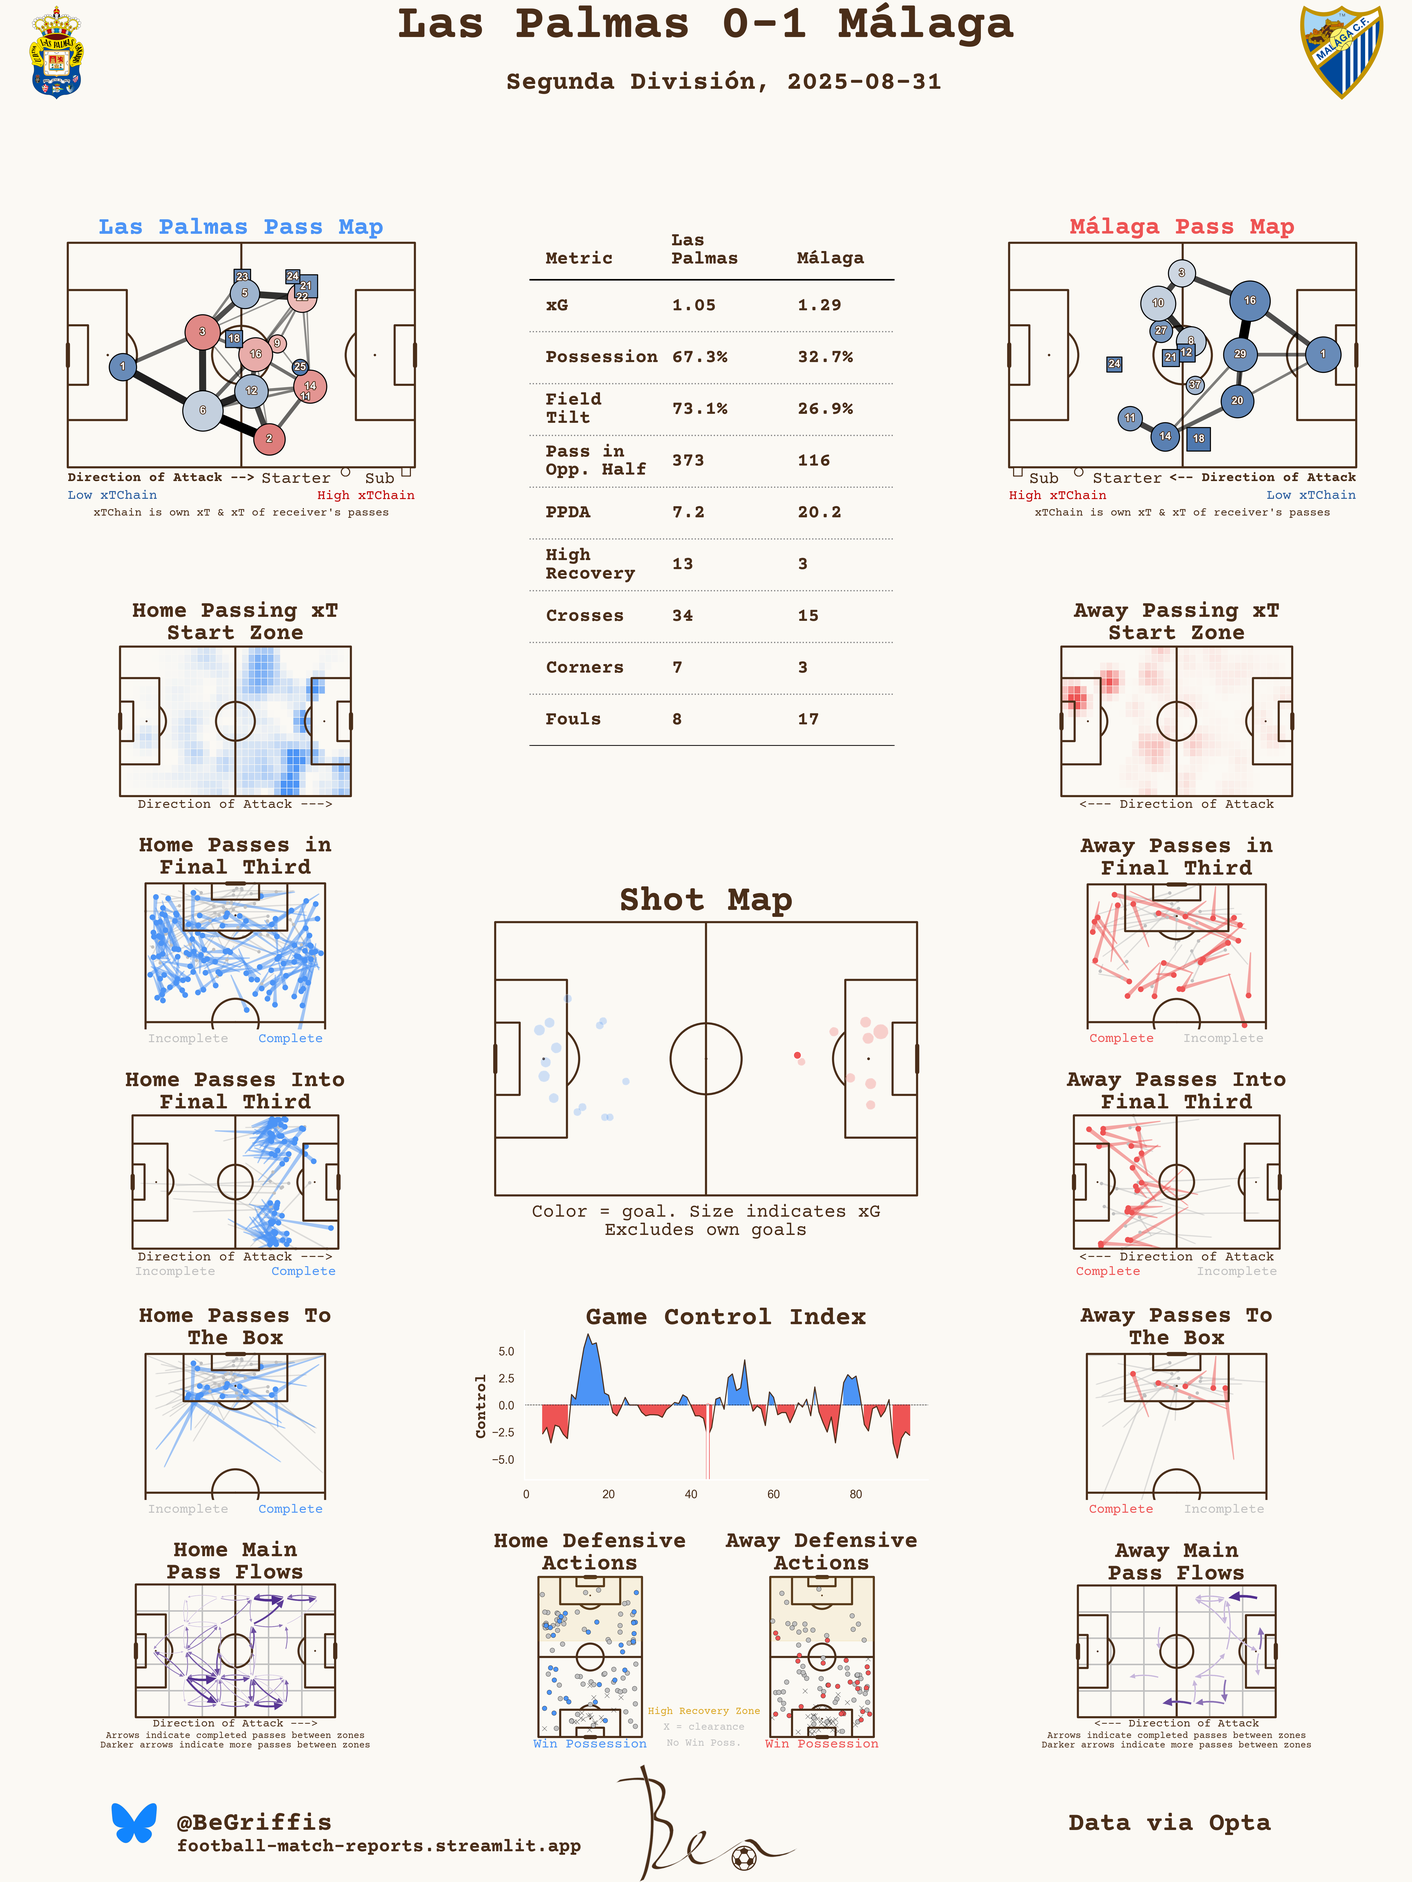 Las Palmas 0-1 Málaga
Segunda División, 2025-08-31
LAS PALMAS
MALAGA C.F.
Las Palmas Pass Map
23
24
21
5
22
3
18
9
16
1
25
14
11
12
6
2
Direction of Attack --> Starter Sub
Low xTChain High xTChain
xTChain is own xT & xT of receiver's passes
Metric Las Palmas Málaga
xG 1.05 1.29
Possession 67.3% 32.7%
Field Tilt 73.1% 26.9%
Pass in Opp. Half 373 116
PPDA 7.2 20.2
High Recovery 13 3
Crosses 34 15
Corners 7 3
Fouls 8 17
Málaga Pass Map
3
10
16
27
8
12
21
29
1
24
37
20
11
14
18
Sub Starter <-- Direction of Attack
High xTChain Low xTChain
xTChain is own xT & xT of receiver's passes
Home Passing xT
Start Zone
Direction of Attack --->
Away Passing xT
Start Zone
<--- Direction of Attack
Home Passes in
Final Third
Incomplete Complete
Shot Map
Color = goal. Size indicates xG
Excludes own goals
Away Passes in
Final Third
Complete Incomplete
Home Passes Into
Final Third
Direction of Attack --->
Incomplete Complete
Away Passes Into
Final Third
<--- Direction of Attack
Complete Incomplete
Home Passes To
The Box
Incomplete Complete
Game Control Index
Control
5.0
2.5
0.0
−2.5
−5.0
0 20 40 60 80
Away Passes To
The Box
Complete Incomplete
Home Main
Pass Flows
Direction of Attack --->
Arrows indicate completed passes between zones
Darker arrows indicate more passes between zones
Home Defensive
Actions
Win Possession
High Recovery Zone
X = clearance
No Win Poss.
Away Defensive
Actions
Win Possession
Away Main
Pass Flows
<--- Direction of Attack
Arrows indicate completed passes between zones
Darker arrows indicate more passes between zones
@BeGriffis
football-match-reports.streamlit.app
Ben
Data via Opta